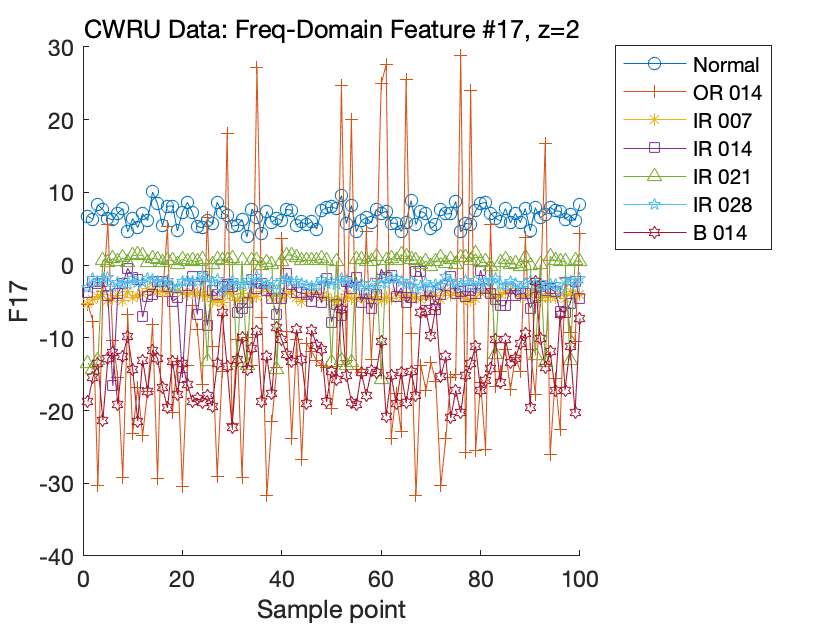 CWRU Data: Freq-Domain Feature #17, z=2
30
20
10
0
-10
-20
-30
-40
F17
0 20 40 60 80 100
Sample point
Normal
OR 014
IR 007
IR 014
IR 021
IR 028
B 014